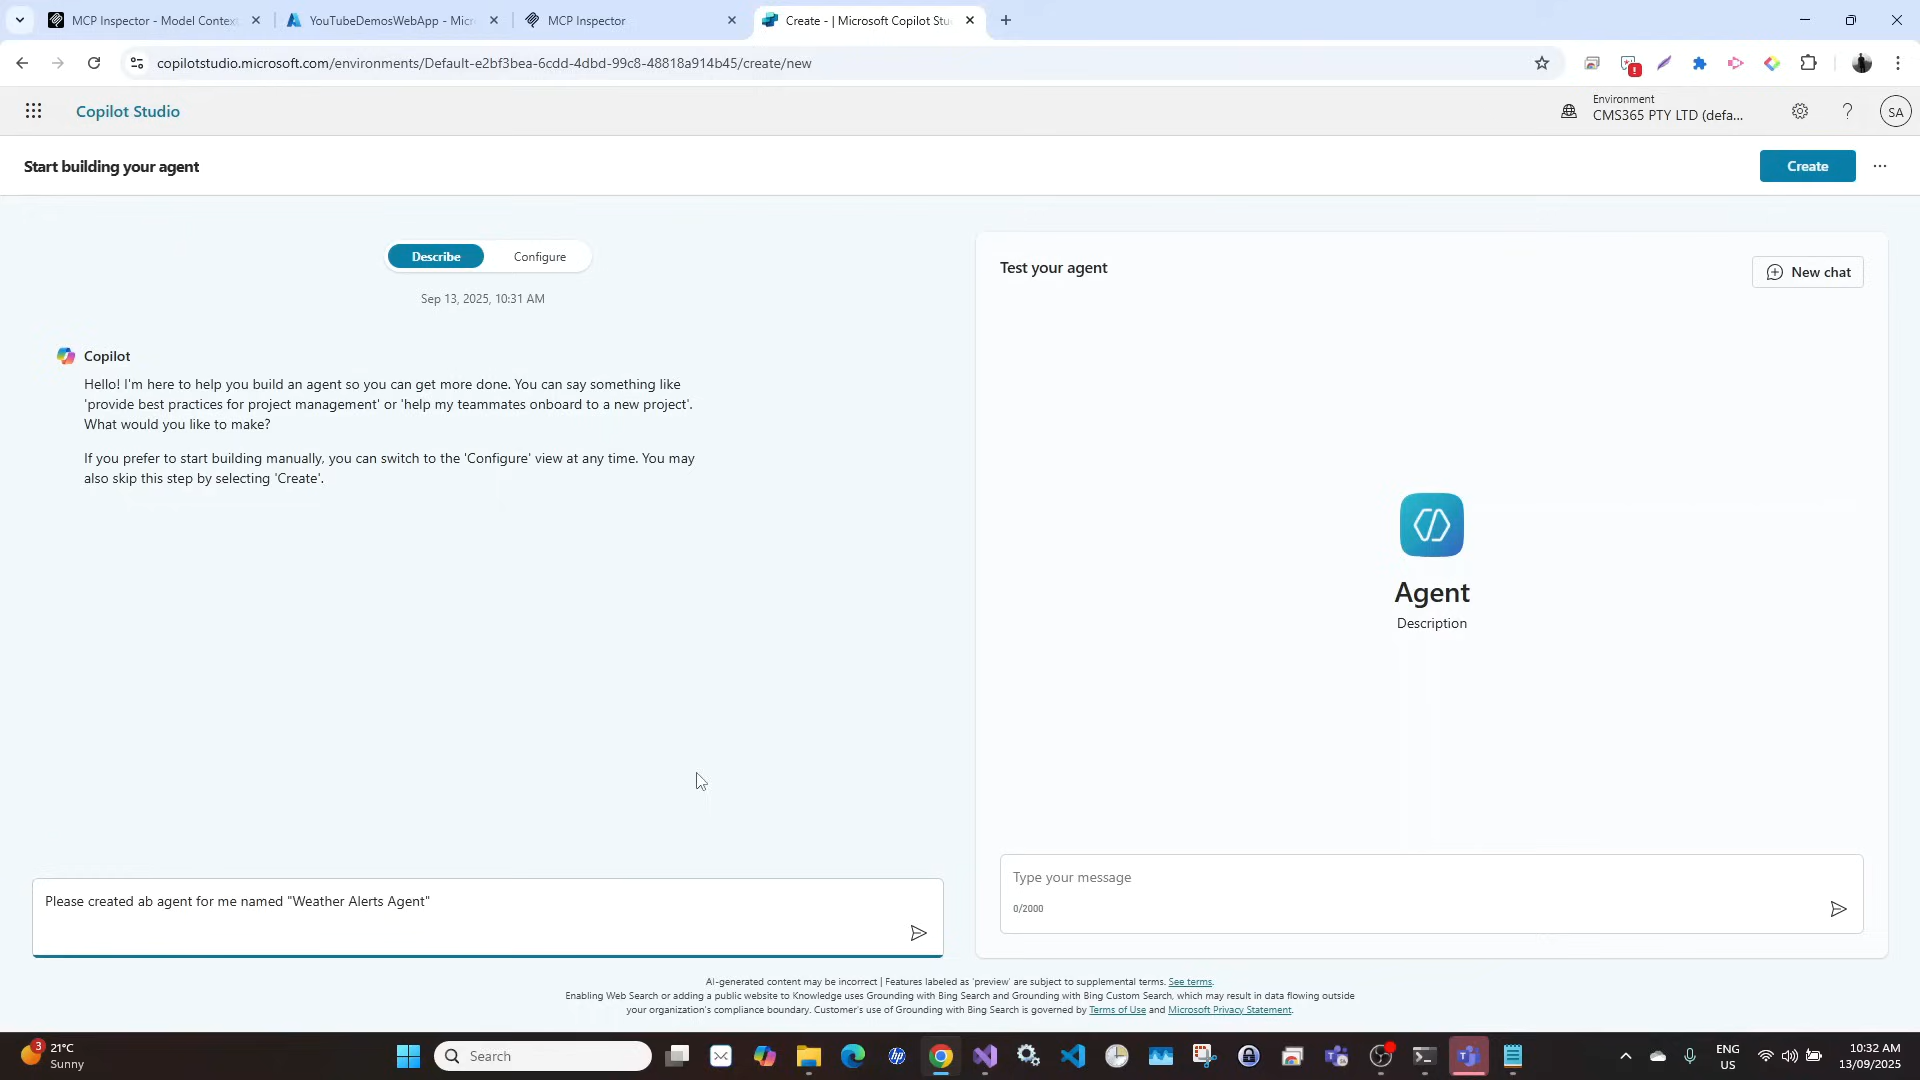 MCP Inspector - Model Contex
YouTubeDemosWebApp - Micr
MCP Inspector
Create - | Microsoft Copilot Stu
copilotstudio.microsoft.com/environments/Default-e2bf3bea-6cdd-4dbd-99c8-48818a914b45/create/new
Copilot Studio
Environment
CMS365 PTY LTD (defa...
SA
Start building your agent
Create
Describe
Configure
Sep 13, 2025, 10:31 AM
Copilot
Hello! I'm here to help you build an agent so you can get more done. You can say something like
'provide best practices for project management' or 'help my teammates onboard to a new project'.
What would you like to make?
If you prefer to start building manually, you can switch to the 'Configure' view at any time. You may
also skip this step by selecting 'Create'.
Please created ab agent for me named "Weather Alerts Agent"
Test your agent
New chat
Agent
Description
Type your message
0/2000
AI-generated content may be incorrect | Features labeled as 'preview' are subject to supplemental terms. See terms.
Enabling Web Search or adding a public website to Knowledge uses Grounding with Bing Search and Grounding with Bing Custom Search, which may result in data flowing outside
your organization's compliance boundary. Customer's use of Grounding with Bing Search is governed by Terms of Use and Microsoft Privacy Statement.
3
21°C
Sunny
Search
ENG
US
10:32 AM
13/09/2025